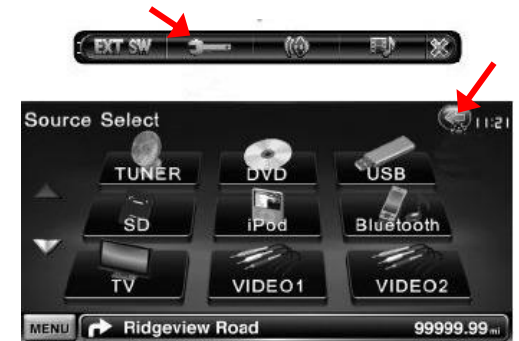 EXT SW
Source Select 11:21
TUNER DVD USB
SD iPod Bluetooth
TV VIDEO1 VIDEO2
MENU Ridgeview Road 99999.99 mi